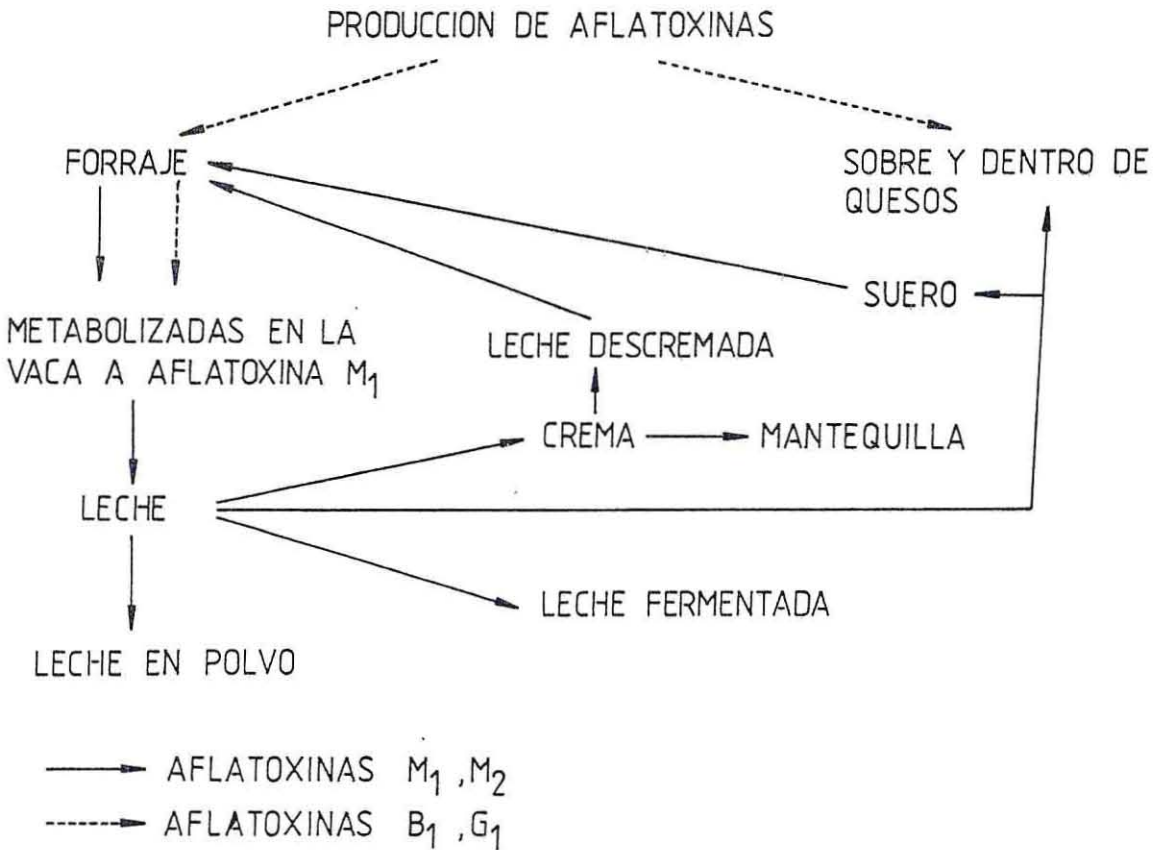 PRODUCCION DE AFLATOXINAS
FORRAJE
SOBRE Y DENTRO DE
QUESOS
SUERO
METABOLIZADAS EN LA
VACA A AFLATOXINA M₁
LECHE DESCREMADA
CREMA
MANTEQUILLA
LECHE
LECHE FERMENTADA
LECHE EN POLVO
AFLATOXINAS M₁ ,M₂
AFLATOXINAS B₁ ,G₁